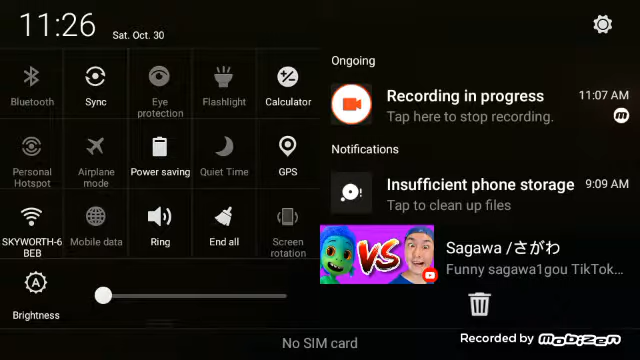 11:26
Sat. Oct. 30
Bluetooth
Sync
Eye
protection
Flashlight
Calculator
Personal
Hotspot
Airplane
mode
Power saving
Quiet Time
GPS
SKYWORTH-6
BEB
Mobile data
Ring
End all
Screen
rotation
A
Brightness
Ongoing
Recording in progress
11:07 AM
Tap here to stop recording.
m
Notifications
Insufficient phone storage
9:09 AM
Tap to clean up files
VS
Sagawa /さがわ
Funny sagawa1gou TikTok...
No SIM card
Recorded by mobizen